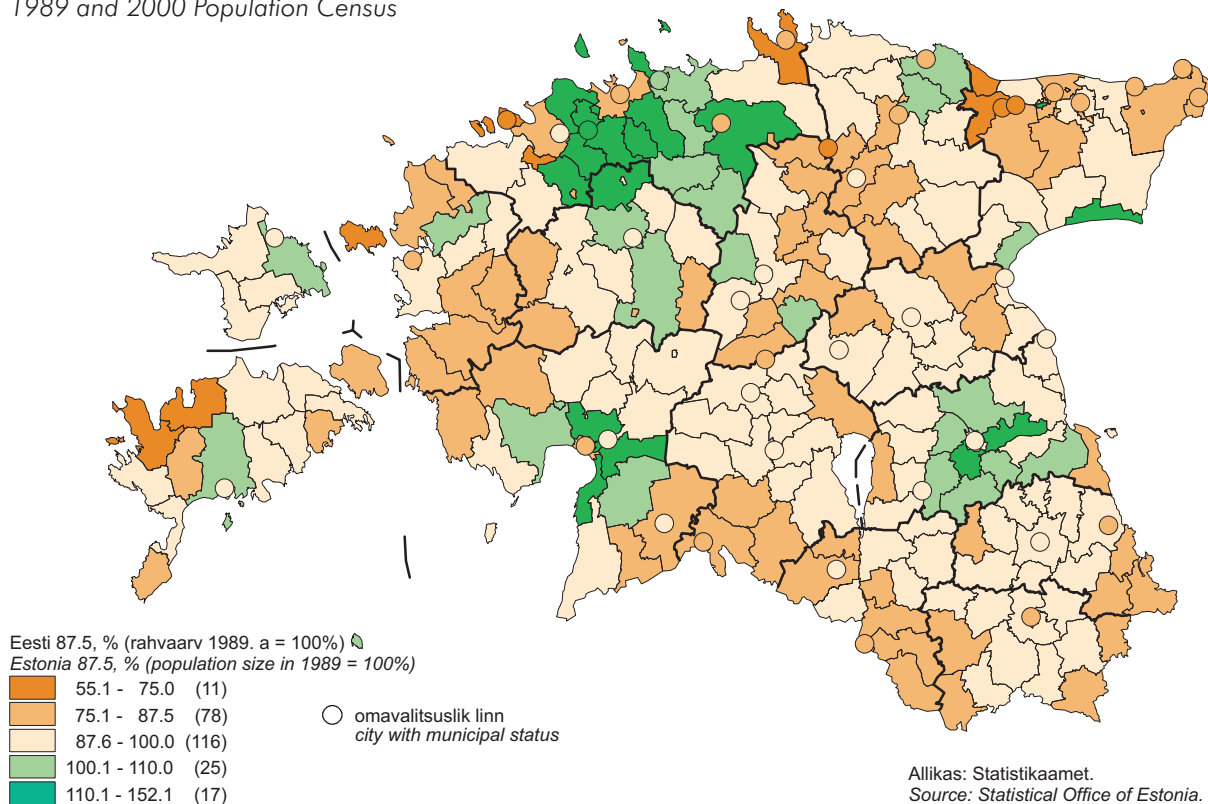 1989 and 2000 Population Census
Eesti 87.5, % (rahvaarv 1989. a = 100%)
Estonia 87.5, % (population size in 1989 = 100%)
55.1 - 75.0 (11)
75.1 - 87.5 (78)
87.6 - 100.0 (116)
100.1 - 110.0 (25)
110.1 - 152.1 (17)
omavalitsuslik linn
city with municipal status
Allikas: Statistikaamet.
Source: Statistical Office of Estonia.